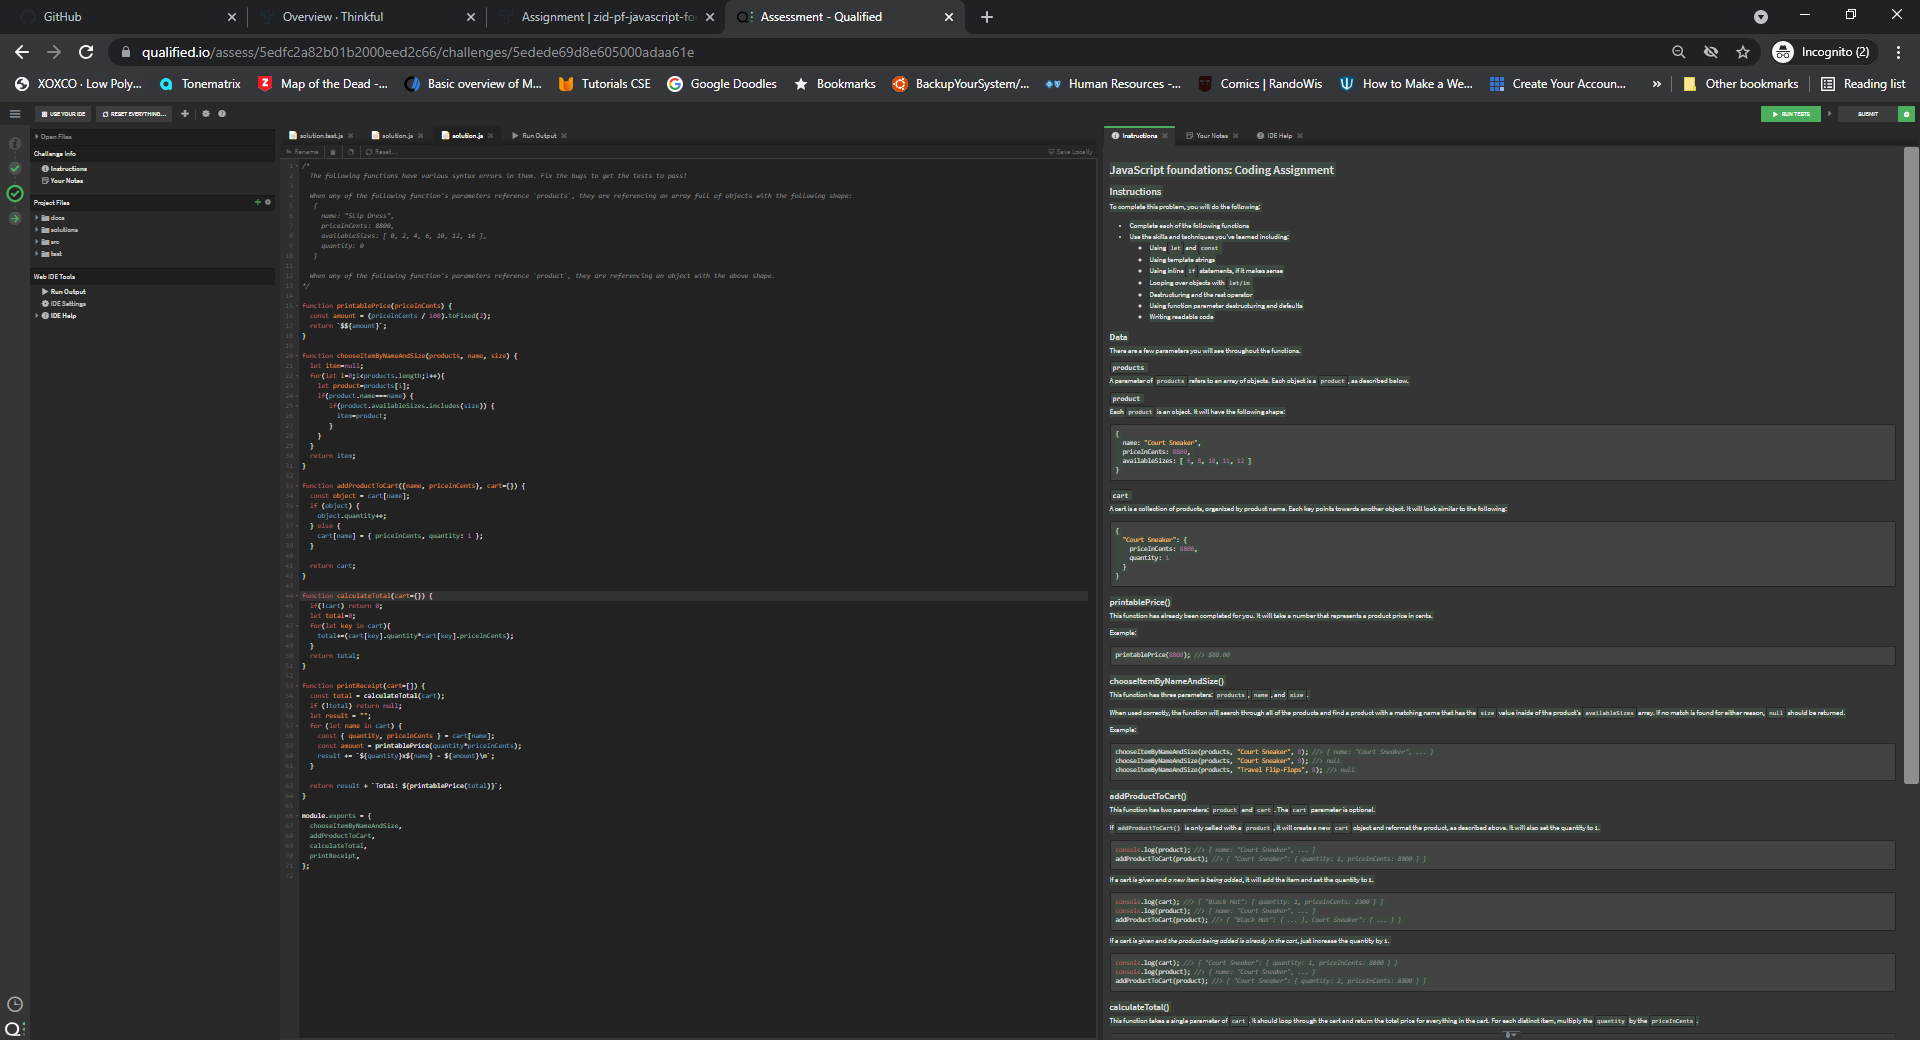 GitHub
Overview · Thinkful
Assignment | zid-pf-javascript-fo
Assessment - Qualified
qualified.io/assess/5edfc2a82b01b2000eed2c66/challenges/5edede69d8e605000adaa61e
Incognito (2)
XOXCO · Low Poly...
Tonematrix
Map of the Dead -...
Basic overview of M...
Tutorials CSE
Google Doodles
Bookmarks
BackupYourSystem/...
Human Resources -...
Comics | RandoWis
How to Make a We...
Create Your Accoun...
»
Other bookmarks
Reading list
USE YOUR IDE
RESET EVERYTHING...
RUN TESTS
SUBMIT
Open Files
Challenge Info
Instructions
Your Notes
Project Files
docs
solutions
src
test
Web IDE Tools
Run Output
IDE Settings
IDE Help
solution.test.js
solution.js
solution.js
Run Output
Rename
Reset...
Save Locally
/*
The following functions have various syntax errors in them. Fix the bugs to get the tests to pass!
When any of the following function's parameters reference `products`, they are referencing an array full of objects with the following shape:
{
name: "Slip Dress",
priceInCents: 8800,
availableSizes: [ 0, 2, 4, 6, 10, 12, 16 ],
quantity: 0
}
When any of the following function's parameters reference `product`, they are referencing an object with the above shape.
*/
function printablePrice(priceInCents) {
const amount = (priceInCents / 100).toFixed(2);
return `$${amount}`;
}
function chooseItemByNameAndSize(products, name, size) {
let item=null;
for(let i=0;i<products.length;i++){
let product=products[i];
if(product.name===name) {
if(product.availableSizes.includes(size)) {
item=product;
}
}
}
return item;
}
function addProductToCart({name, priceInCents}, cart={}) {
const object = cart[name];
if (object) {
object.quantity++;
} else {
cart[name] = { priceInCents, quantity: 1 };
}
return cart;
}
function calculateTotal(cart={}) {
if(!cart) return 0;
let total=0;
for(let key in cart){
total+=(cart[key].quantity*cart[key].priceInCents);
}
return total;
}
function printReceipt(cart=[]) {
const total = calculateTotal(cart);
if (!total) return null;
let result = "";
for (let name in cart) {
const { quantity, priceInCents } = cart[name];
const amount = printablePrice(quantity*priceInCents);
result += `${quantity}x${name} - ${amount}\n`;
}
return result + `Total: ${printablePrice(total)}`;
}
module.exports = {
chooseItemByNameAndSize,
addProductToCart,
calculateTotal,
printReceipt,
};
Instructions
Your Notes
IDE Help
JavaScript foundations: Coding Assignment
Instructions
To complete this problem, you will do the following:
Complete each of the following functions
Use the skills and techniques you've learned including:
Using let and const
Using template strings
Using inline if statements, if it makes sense
Looping over objects with let/in
Destructuring and the rest operator
Using function parameter destructuring and defaults
Writing readable code
Data
There are a few parameters you will see throughout the functions.
products
A parameter of products refers to an array of objects. Each object is a product , as described below.
product
Each product is an object. It will have the following shape:
{
name: "Court Sneaker",
priceInCents: 8800,
availableSizes: [ 8, 10, 11, 12 ]
}
cart
A cart is a collection of products, organized by product name. Each key points towards another object. It will look similar to the following:
{
"Court Sneaker": {
priceInCents: 8800,
quantity: 1
}
}
printablePrice()
This function has already been completed for you. It will take a number that represents a product price in cents.
Example:
printablePrice(8800); //> $88.00
chooseItemByNameAndSize()
This function has three parameters: products , name , and size .
When used correctly, the function will search through all of the products and find a product with a matching name that has the size value inside of the product's availableSizes array. If no match is found for either reason, null should be returned.
Example:
chooseItemByNameAndSize(products, "Court Sneaker", 8); //> { name: "Court Sneaker", ... }
chooseItemByNameAndSize(products, "Court Sneaker", 9); //> null
chooseItemByNameAndSize(products, "Travel Flip-Flops", 8); //> null
addProductToCart()
This function has two parameters: product and cart . The cart parameter is optional.
If addProductToCart() is only called with a product , it will create a new cart object and reformat the product, as described above. It will also set the quantity to 1.
console.log(product); //> { name: "Court Sneaker", ... }
addProductToCart(product); //> { "Court Sneaker": { quantity: 1, priceInCents: 8800 } }
If a cart is given and a new item is being added, it will add the item and set the quantity to 1.
console.log(cart); //> { "Black Hat": { quantity: 1, priceInCents: 2300 } }
console.log(product); //> { name: "Court Sneaker", ... }
addProductToCart(product); //> { "Black Hat": { ... }, Court Sneaker": { ... } }
If a cart is given and the product being added is already in the cart, just increase the quantity by 1.
console.log(cart); //> { "Court Sneaker": { quantity: 1, priceInCents: 8800 } }
console.log(product); //> { name: "Court Sneaker", ... }
addProductToCart(product); //> { "Court Sneaker": { quantity: 2, priceInCents: 8800 } }
calculateTotal()
This function takes a single parameter of cart . It should loop through the cart and return the total price for everything in the cart. For each distinct item, multiply the quantity by the priceInCents .